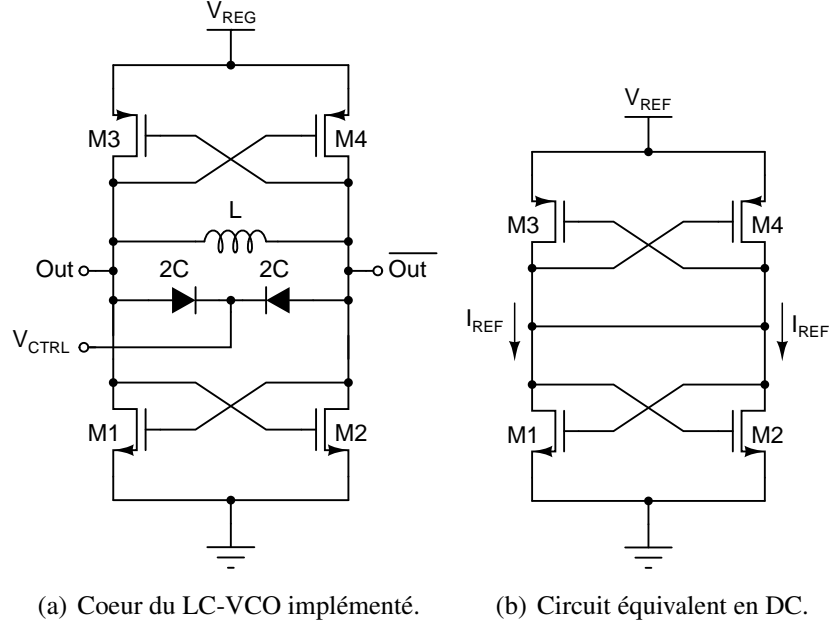 V_REG
M3
M4
L
Out
2C
2C
Out
V_CTRL
M1
M2
(a) Coeur du LC-VCO implémenté.
V_REF
M3
M4
I_REF
I_REF
M1
M2
(b) Circuit équivalent en DC.